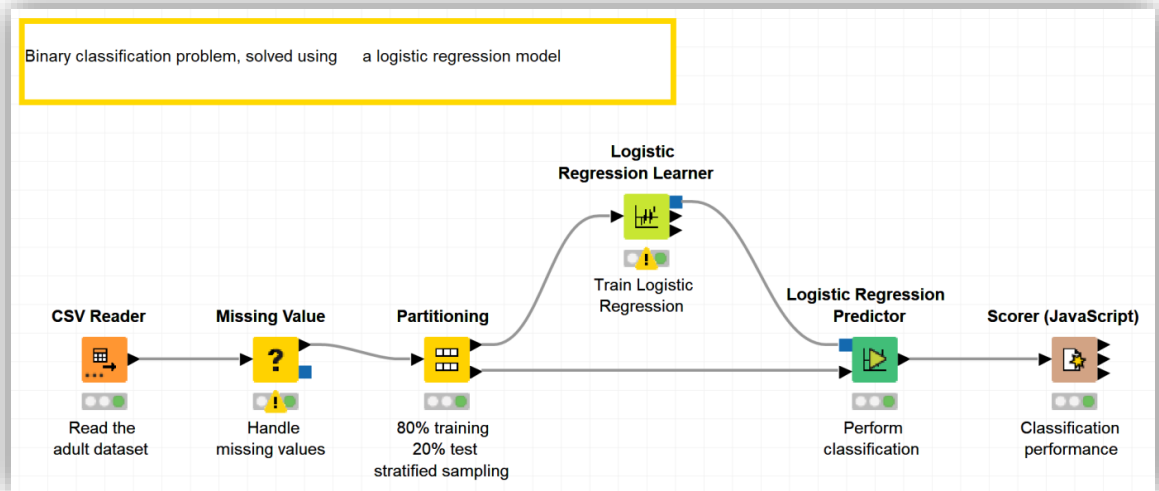 Binary classification problem, solved using a logistic regression model
Logistic
Regression Learner
Train Logistic
Regression
CSV Reader
Read the
adult dataset
Missing Value
?
Handle
missing values
Partitioning
80% training
20% test
stratified sampling
Logistic Regression
Predictor
Perform
classification
Scorer (JavaScript)
Classification
performance